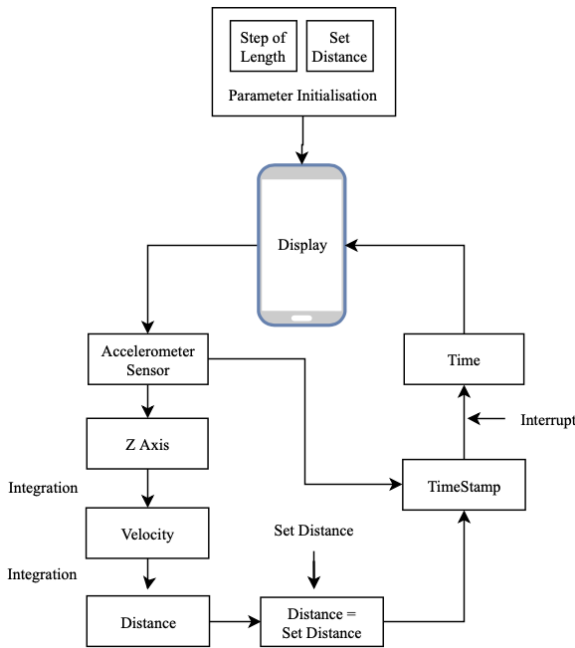 Step of
Length
Set
Distance
Parameter Initialisation
Display
Accelerometer
Sensor
Time
Interrupt
Z Axis
Integration
TimeStamp
Velocity
Set Distance
Integration
Distance
Distance =
Set Distance